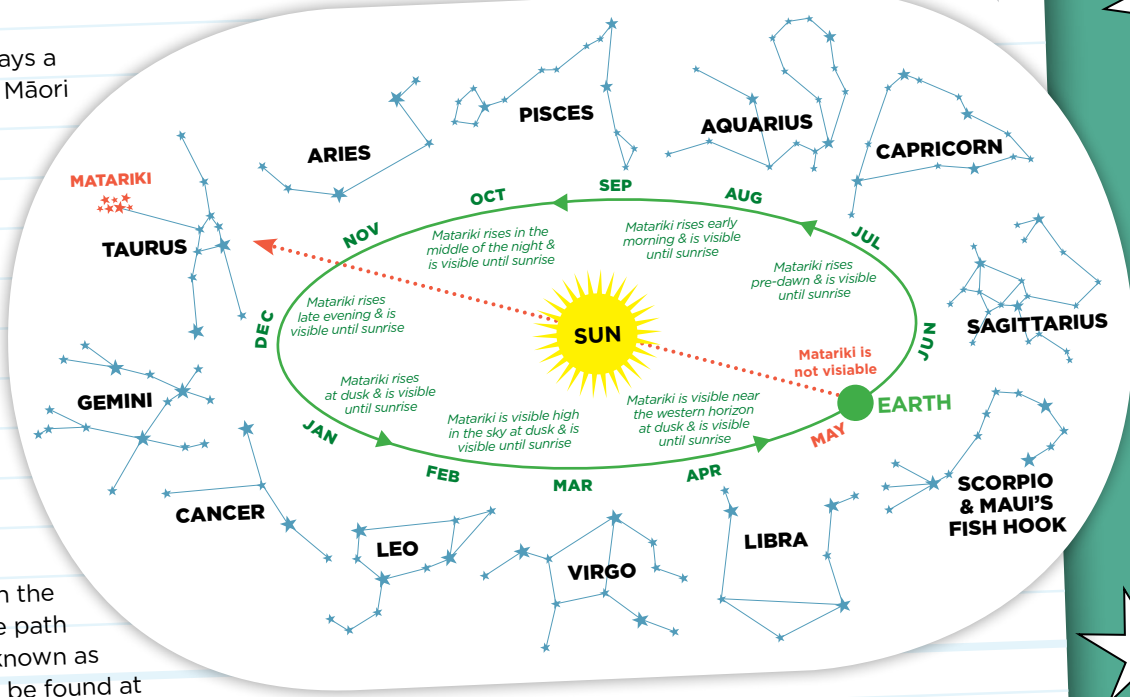 ays a
Māori
PISCES
AQUARIUS
CAPRICORN
ARIES
MATARIKI
TAURUS
SEP
OCT
AUG
NOV
JUL
Matariki rises in the
middle of the night &
is visible until sunrise
Matariki rises early
morning & is visible
until sunrise
Matariki rises
pre-dawn & is visible
until sunrise
Matariki rises
late evening & is
visible until sunrise
DEC
SUN
JUN
SAGITTARIUS
Matariki is
not visiable
EARTH
MAY
GEMINI
Matariki rises
at dusk & is visible
until sunrise
Matariki is visible high
in the sky at dusk & is
visible until sunrise
Matariki is visible near
the western horizon
at dusk & is visible
until sunrise
JAN
FEB
MAR
APR
CANCER
LEO
VIRGO
LIBRA
SCORPIO
& MAUI'S
FISH HOOK
n the
e path
known as
be found at